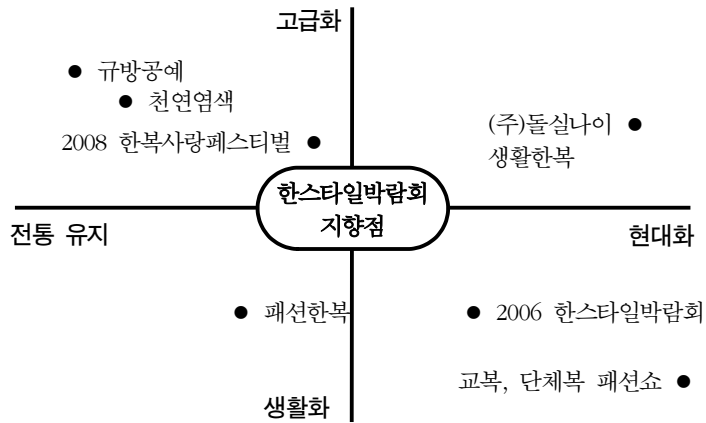 고급화
규방공예
천연염색
2008 한복사랑페스티벌
(주)돌실나이
생활한복
한스타일박람회
지향점
전통 유지
현대화
패션한복
2006 한스타일박람회
교복, 단체복 패션쇼
생활화